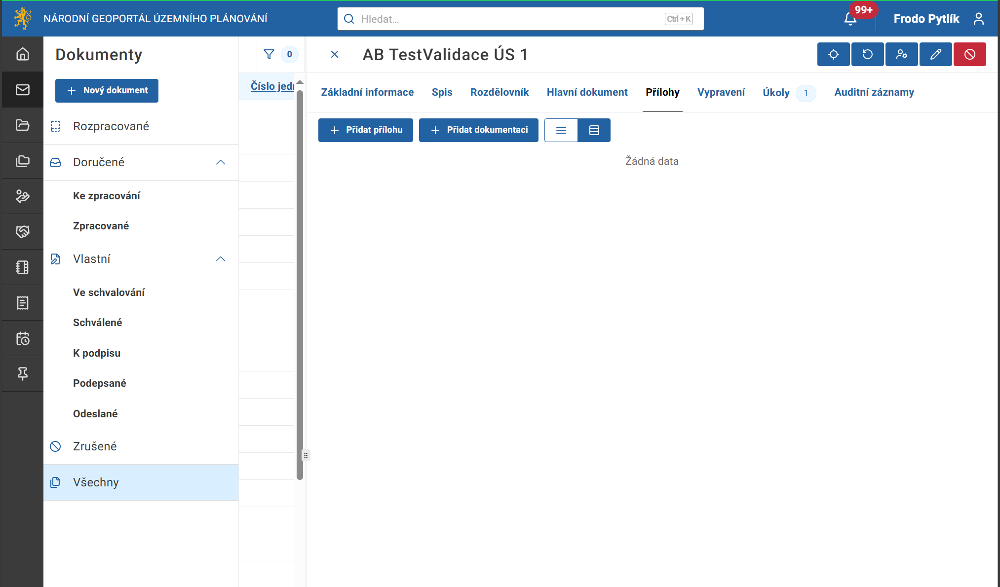 NÁRODNÍ GEOPORTÁL ÚZEMNÍHO PLÁNOVÁNÍ
Hledat...
Ctrl + K
99+
Frodo Pytlík
Dokumenty
Nový dokument
Rozpracované
Doručené
Ke zpracování
Zpracované
Vlastní
Ve schvalování
Schválené
K podpisu
Podepsané
Odeslané
Zrušené
Všechny
0
Číslo jedn
AB TestValidace ÚS 1
Základní informace
Spis
Rozdělovník
Hlavní dokument
Přílohy
Vypravení
Úkoly 1
Auditní záznamy
Přidat přílohu
Přidat dokumentaci
Žádná data